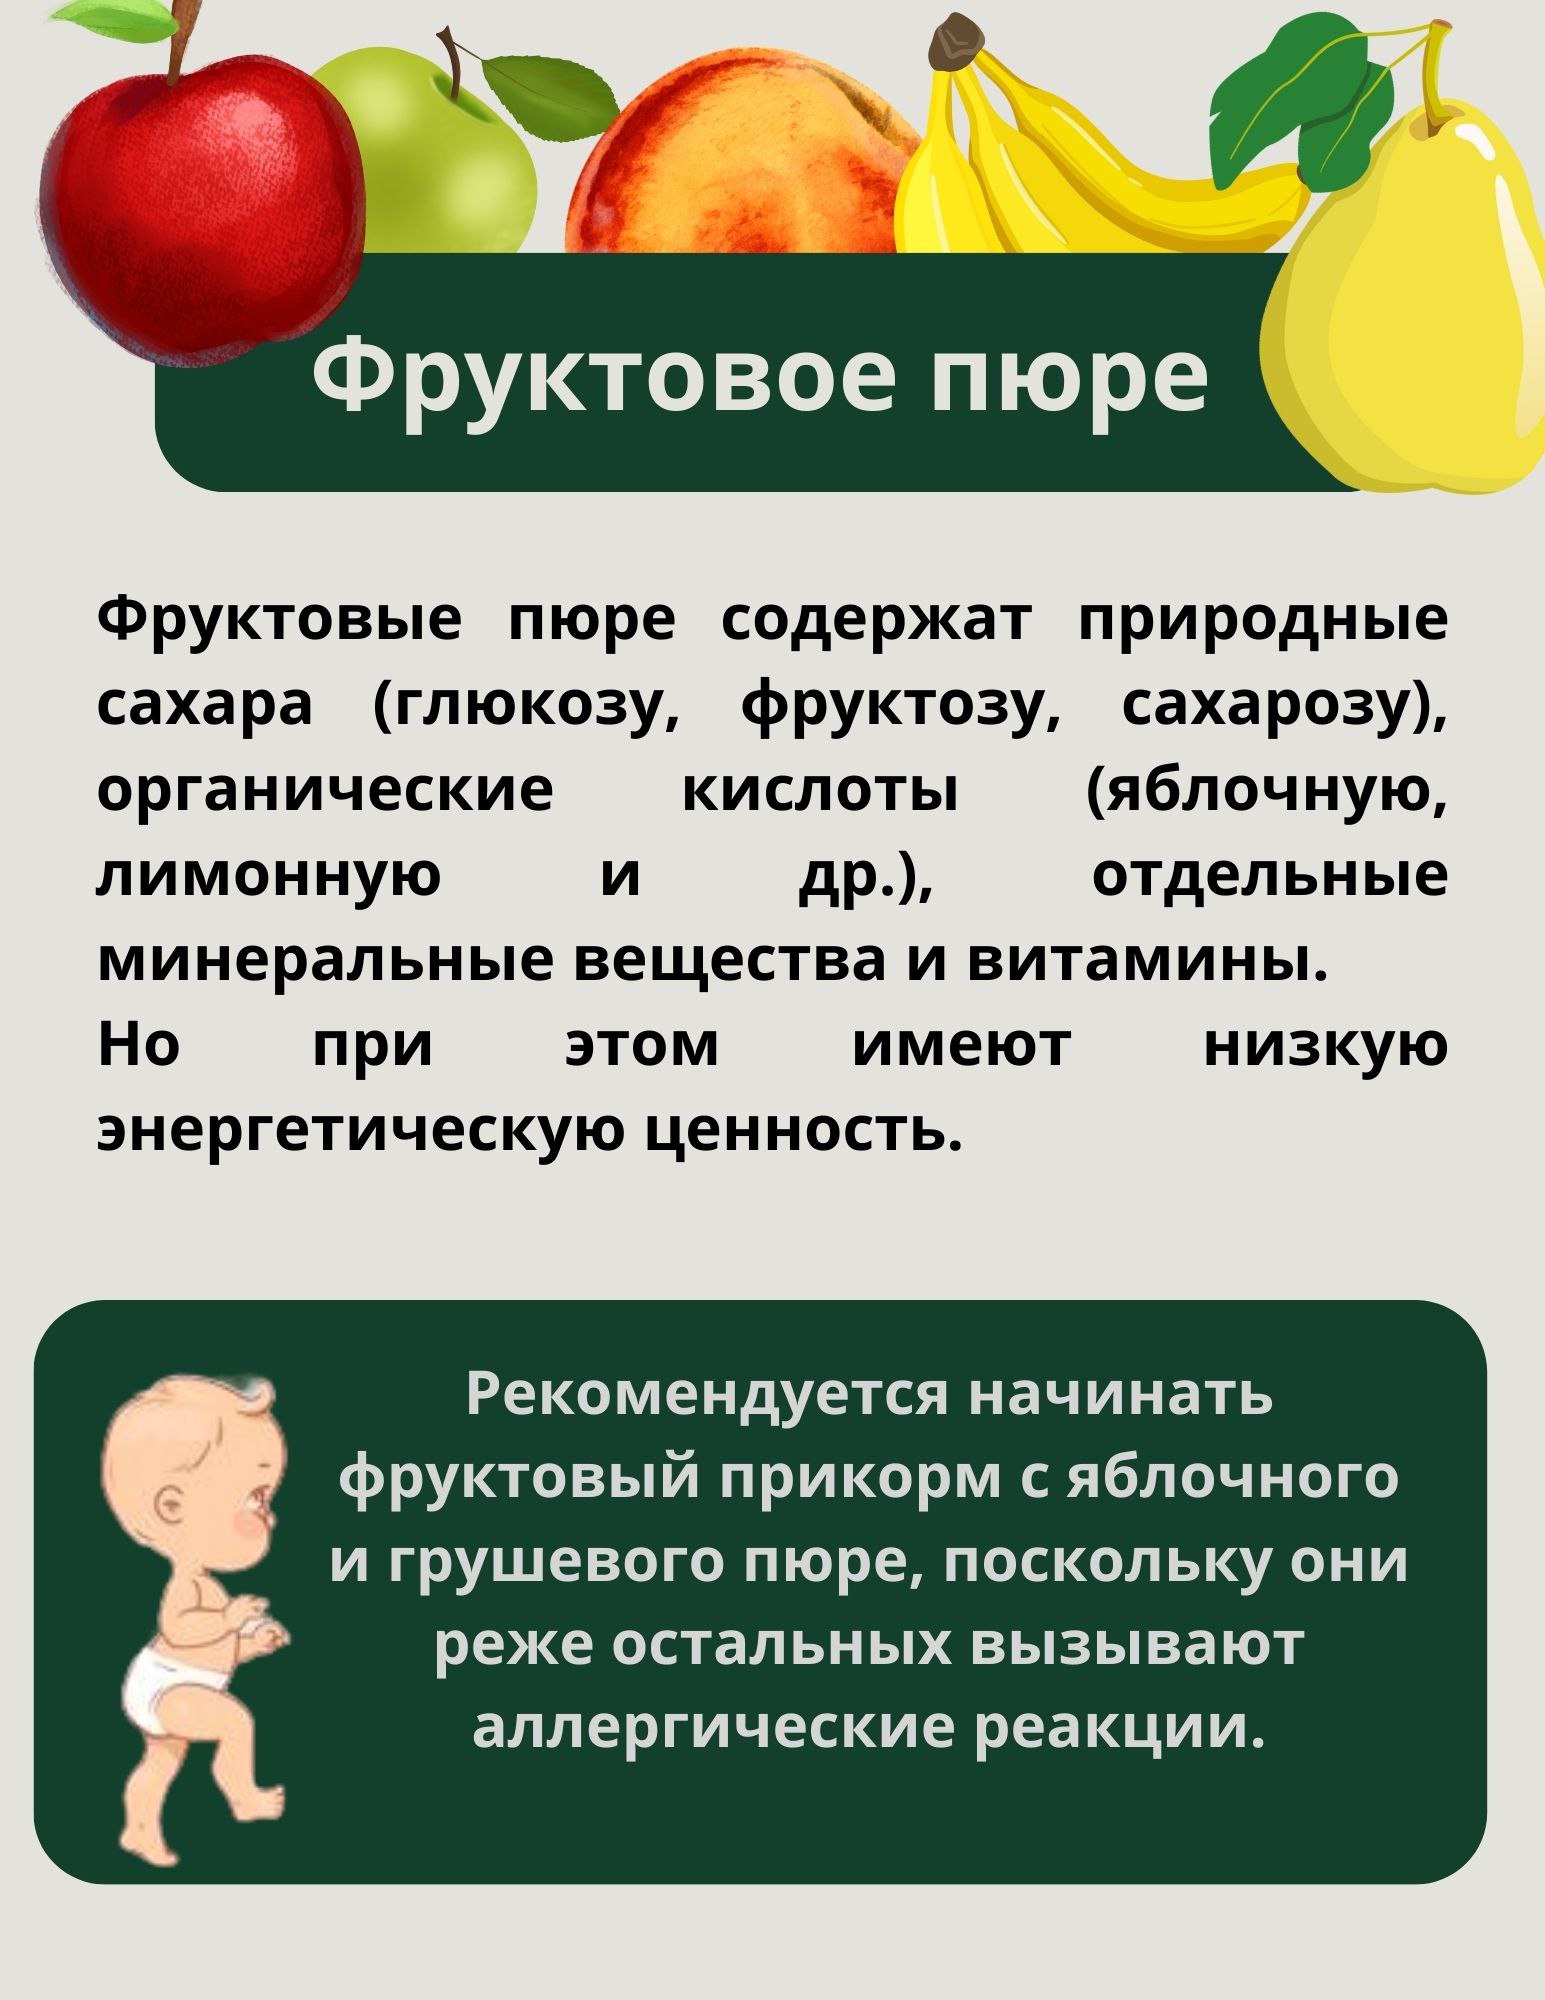 Фруктовое пюре
Фруктовые пюре содержат природные
сахара (глюкозу, фруктозу, сахарозу),
органические кислоты (яблочную,
лимонную и др.), отдельные
минеральные вещества и витамины.
Но при этом имеют низкую
энергетическую ценность.
Рекомендуется начинать
фруктовый прикорм с яблочного
и грушевого пюре, поскольку они
реже остальных вызывают
аллергические реакции.